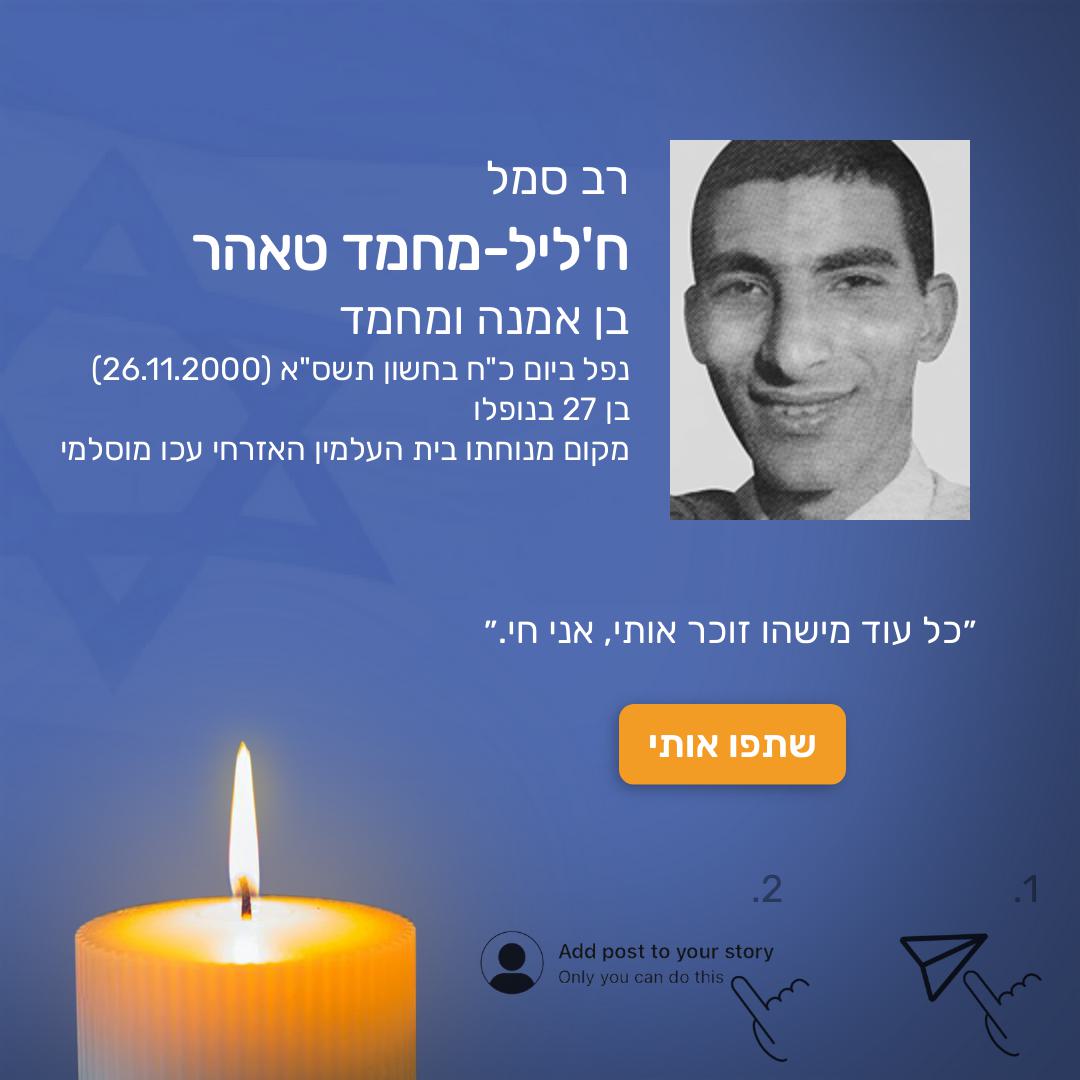 רב סמל
ח'ליל-מחמד טאהר
בן אמנה ומחמד
נפל ביום כ"ח בחשון תשס"א (26.11.2000)
בן 27 בנופלו
מקום מנוחתו בית העלמין האזרחי עכו מוסלמי
״כל עוד מישהו זוכר אותי, אני חי.״
שתפו אותי
1.
2.
Add post to your story
Only you can do this